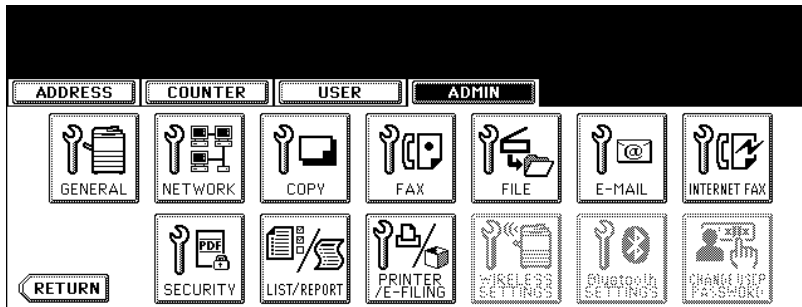 ADDRESS
COUNTER
USER
ADMIN
GENERAL
NETWORK
COPY
FAX
FILE
@
E-MAIL
INTERNET FAX
PDF
SECURITY
LIST/REPORT
PRINTER
/E-FILING
WIRELESS
SETTINGS
Bluetooth
SETTINGS
CHANGE USER
PASSWORD
RETURN